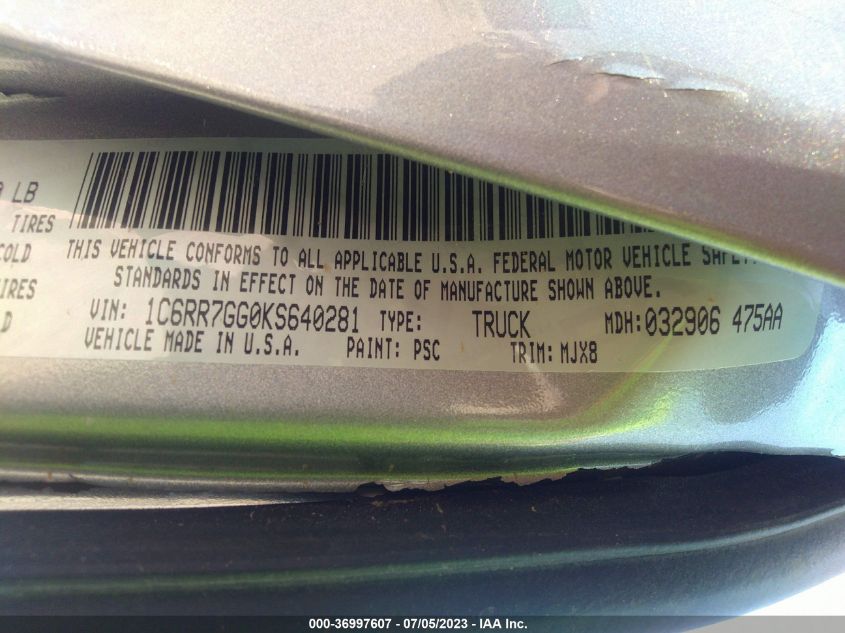 LB
TIRES
COLD
TIRES
THIS VEHICLE CONFORMS TO ALL APPLICABLE U.S.A. FEDERAL MOTOR VEHICLE
STANDARDS IN EFFECT ON THE DATE OF MANUFACTURE SHOWN ABOVE.
VIN: 1C6RR7GG0KS640281 TYPE: TRUCK MDH:032906 475AA
VEHICLE MADE IN U.S.A. PAINT: PSC TRIM: MJX8
000-36997607 / 07/05/2023 - IAA Inc.